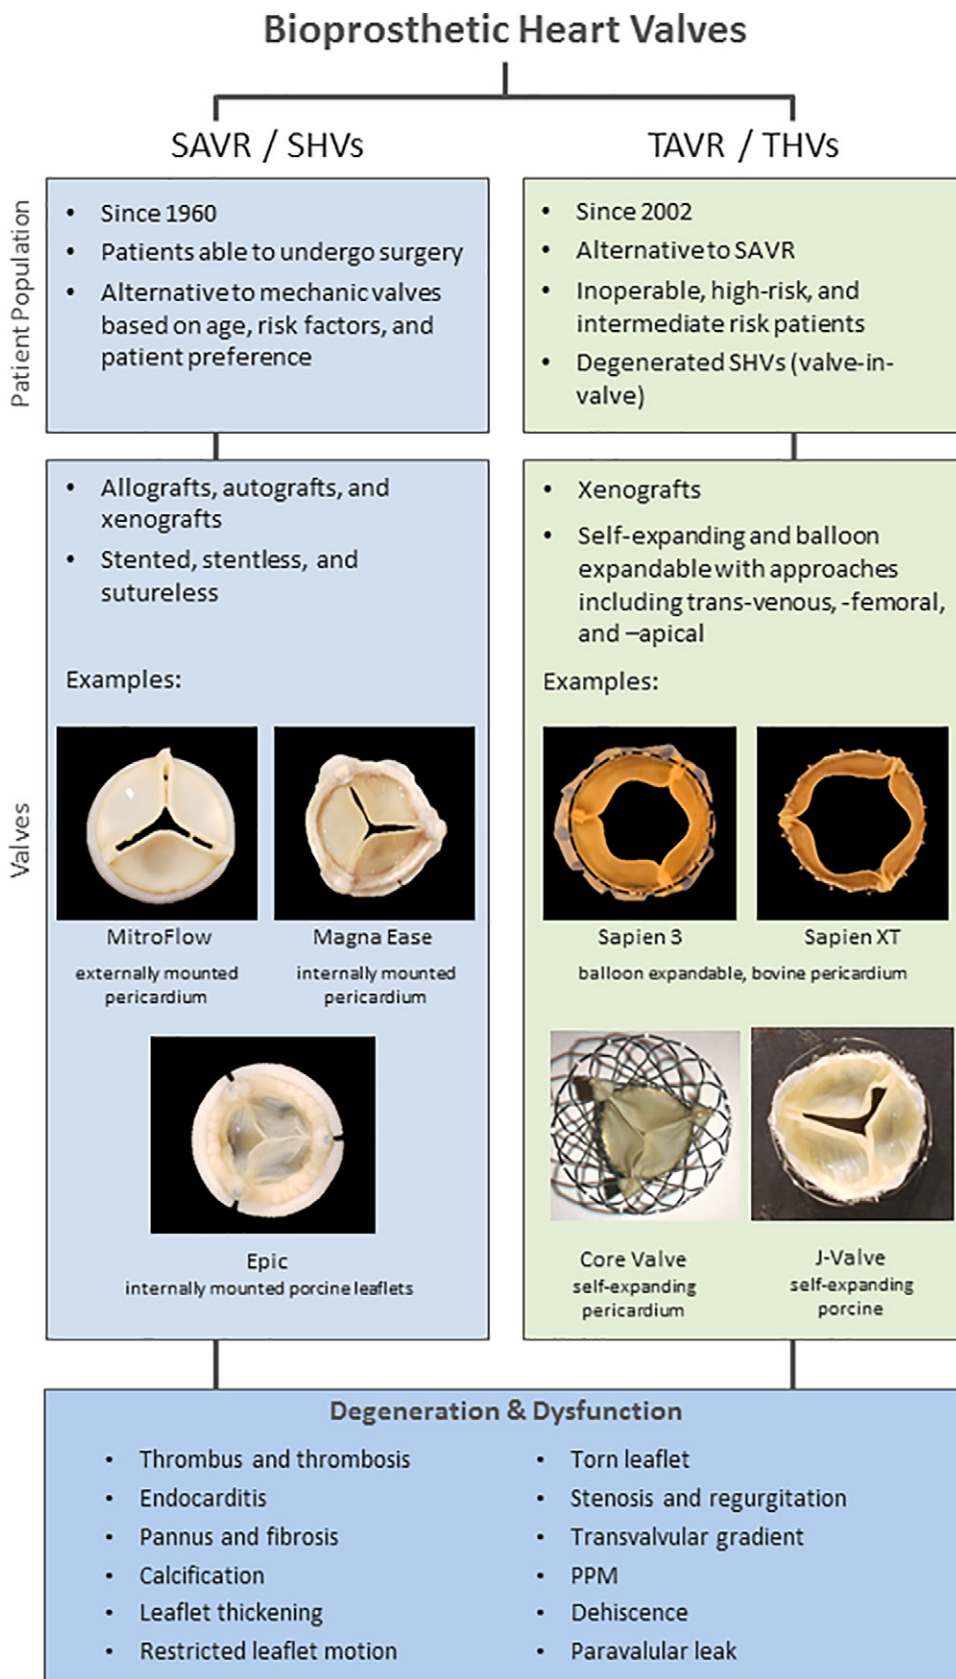 Bioprosthetic Heart Valves
SAVR / SHVs
TAVR / THVs
Patient Population
• Since 1960
• Patients able to undergo surgery
• Alternative to mechanic valves
based on age, risk factors, and
patient preference
• Since 2002
• Alternative to SAVR
• Inoperable, high-risk, and
intermediate risk patients
• Degenerated SHVs (valve-in-
valve)
Valves
• Allografts, autografts, and
xenografts
• Stented, stentless, and
sutureless
Examples:
MitroFlow
externally mounted
pericardium
Magna Ease
internally mounted
pericardium
Epic
internally mounted porcine leaflets
• Xenografts
• Self-expanding and balloon
expandable with approaches
including trans-venous, -femoral,
and –apical
Examples:
Sapien 3
Sapien XT
balloon expandable, bovine pericardium
Core Valve
self-expanding
pericardium
J-Valve
self-expanding
porcine
Degeneration & Dysfunction
• Thrombus and thrombosis
• Endocarditis
• Pannus and fibrosis
• Calcification
• Leaflet thickening
• Restricted leaflet motion
• Torn leaflet
• Stenosis and regurgitation
• Transvalvular gradient
• PPM
• Dehiscence
• Paravalular leak